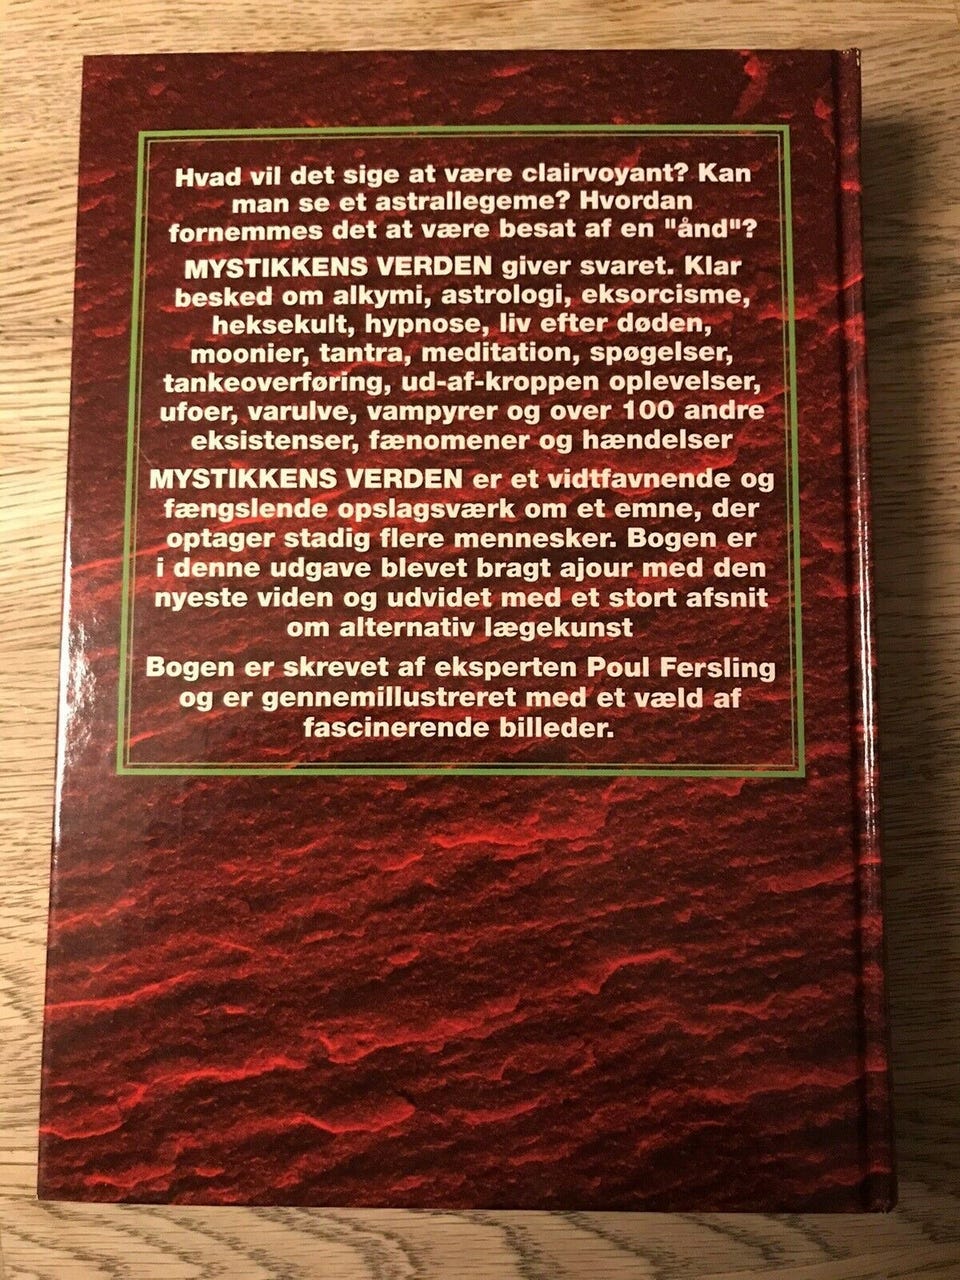 Hvad vil det sige at være clairvoyant? Kan
man se et astrallegeme? Hvordan
fornemmes det at være besat af en "ånd"?
MYSTIKKENS VERDEN giver svaret. Klar
besked om alkymi, astrologi, eksorcisme,
heksekult, hypnose, liv efter døden,
moonier, tantra, meditation, spøgelser,
tankeoverføring, ud-af-kroppen oplevelser,
ufoer, varulve, vampyrer og over 100 andre
eksistenser, fænomener og hændelser
MYSTIKKENS VERDEN er et vidtfavnende og
fængslende opslagsværk om et emne, der
optager stadig flere mennesker. Bogen er
i denne udgave blevet bragt ajour med den
nyeste viden og udvidet med et stort afsnit
om alternativ lægekunst
Bogen er skrevet af eksperten Poul Fersling
og er gennemillustreret med et væld af
fascinerende billeder.